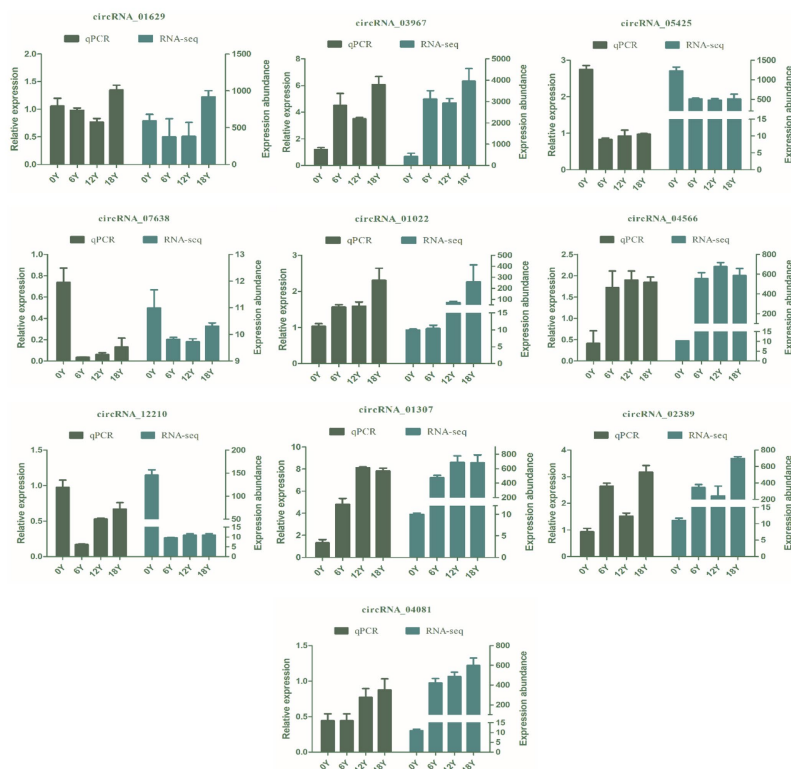 circRNA_01629
qPCR RNA-seq
Relative expression
2.0
1.5
1.0
0.5
0.0
0Y 6Y 12Y 18Y 0Y 6Y 12Y 18Y
1500
1000
500
0
Expression abundance
circRNA_03967
qPCR RNA-seq
Relative expression
8
6
4
2
0
0Y 6Y 12Y 18Y 0Y 6Y 12Y 18Y
5000
4000
3000
2000
1000
0
Expression abundance
circRNA_05425
qPCR RNA-seq
Relative expression
3
2
1
0
0Y 6Y 12Y 18Y 0Y 6Y 12Y 18Y
1500
1000
500
15
10
5
0
Expression abundance
circRNA_07638
qPCR RNA-seq
Relative expression
1.0
0.8
0.6
0.4
0.2
0.0
0Y 6Y 12Y 18Y 0Y 6Y 12Y 18Y
13
12
11
10
9
Expression abundance
circRNA_01022
qPCR RNA-seq
Relative expression
3
2
1
0
0Y 6Y 12Y 18Y 0Y 6Y 12Y 18Y
500
400
300
200
100
10
5
0
Expression abundance
circRNA_04566
qPCR RNA-seq
Relative expression
2.5
2.0
1.5
1.0
0.5
0.0
0Y 6Y 12Y 18Y 0Y 6Y 12Y 18Y
800
600
400
200
15
10
5
0
Expression abundance
circRNA_12210
qPCR RNA-seq
Relative expression
1.5
1.0
0.5
0.0
0Y 6Y 12Y 18Y 0Y 6Y 12Y 18Y
200
150
100
50
15
10
5
0
Expression abundance
circRNA_01307
qPCR RNA-seq
Relative expression
10
8
6
4
2
0
0Y 6Y 12Y 18Y 0Y 6Y 12Y 18Y
800
600
400
200
10
5
0
Expression abundance
circRNA_02389
qPCR RNA-seq
Relative expression
4
3
2
1
0
0Y 6Y 12Y 18Y 0Y 6Y 12Y 18Y
800
600
400
200
15
10
5
0
Expression abundance
circRNA_04081
qPCR RNA-seq
Relative expression
1.5
1.0
0.5
0.0
0Y 6Y 12Y 18Y 0Y 6Y 12Y 18Y
800
600
400
200
15
10
5
0
Expression abundance